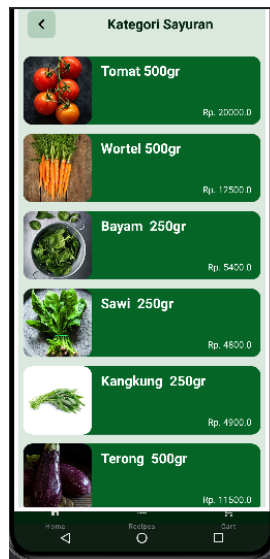 Kategori Sayuran
Tomat 500gr
Rp. 20000.0
Wortel 500gr
Rp. 12500.0
Bayam 250gr
Rp. 5400.0
Sawi 250gr
Rp. 4800.0
Kangkung 250gr
Rp. 4900.0
Terong 500gr
Rp. 11500.0
Home Recipes Cart